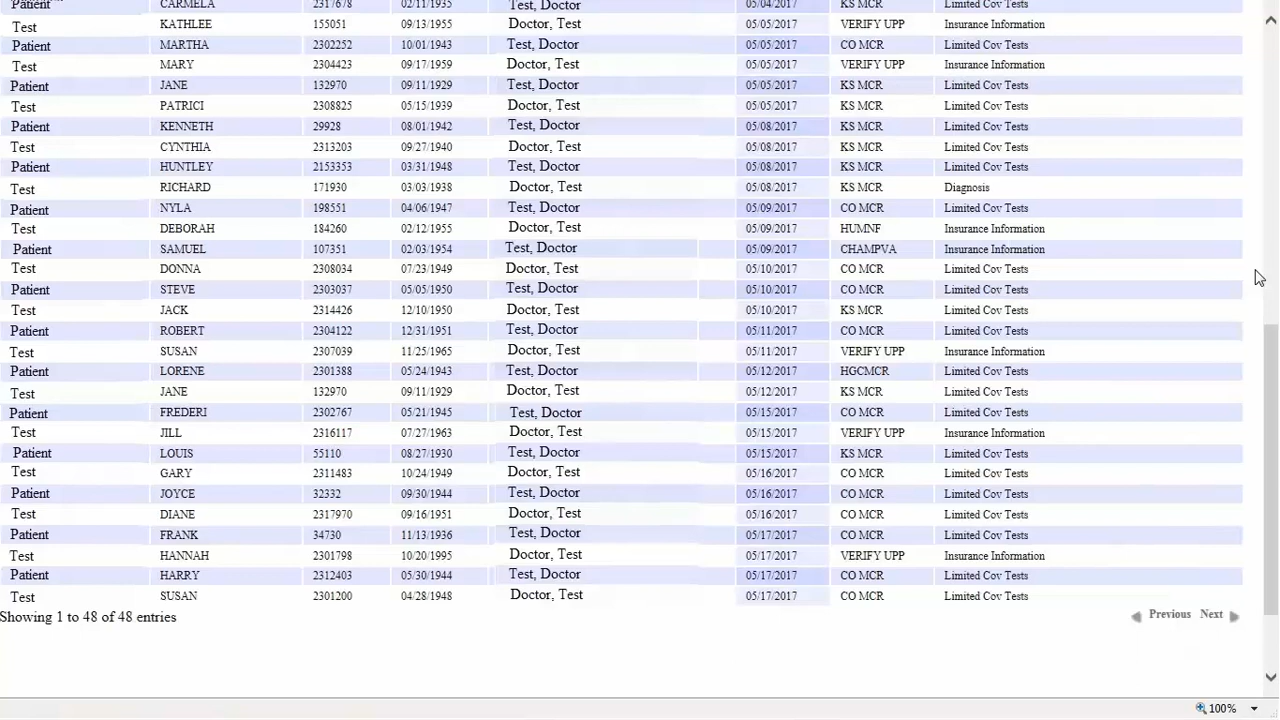 Patient CARMELA 2317678 02/11/1935 Test, Doctor 05/04/2017 KS MCR Limited Cov Tests
Test KATHLEE 155051 09/13/1955 Doctor, Test 05/05/2017 VERIFY UPP Insurance Information
Patient MARTHA 2302252 10/01/1943 Test, Doctor 05/05/2017 CO MCR Limited Cov Tests
Test MARY 2304423 09/17/1959 Doctor, Test 05/05/2017 VERIFY UPP Insurance Information
Patient JANE 132970 09/11/1929 Test, Doctor 05/05/2017 KS MCR Limited Cov Tests
Test PATRICI 2308825 05/15/1939 Doctor, Test 05/05/2017 KS MCR Limited Cov Tests
Patient KENNETH 29928 08/01/1942 Test, Doctor 05/08/2017 KS MCR Limited Cov Tests
Test CYNTHIA 2313203 09/27/1940 Doctor, Test 05/08/2017 KS MCR Limited Cov Tests
Patient HUNTLEY 2153353 03/31/1948 Test, Doctor 05/08/2017 KS MCR Limited Cov Tests
Test RICHARD 171930 03/03/1938 Doctor, Test 05/08/2017 KS MCR Diagnosis
Patient NYLA 198551 04/06/1947 Test, Doctor 05/09/2017 CO MCR Limited Cov Tests
Test DEBORAH 184260 02/12/1955 Doctor, Test 05/09/2017 HUMNF Insurance Information
Patient SAMUEL 107351 02/03/1954 Test, Doctor 05/09/2017 CHAMPVA Insurance Information
Test DONNA 2308034 07/23/1949 Doctor, Test 05/10/2017 CO MCR Limited Cov Tests
Patient STEVE 2303037 05/05/1950 Test, Doctor 05/10/2017 CO MCR Limited Cov Tests
Test JACK 2314426 12/10/1950 Doctor, Test 05/10/2017 KS MCR Limited Cov Tests
Patient ROBERT 2304122 12/31/1951 Test, Doctor 05/11/2017 CO MCR Limited Cov Tests
Test SUSAN 2307039 11/25/1965 Doctor, Test 05/11/2017 VERIFY UPP Insurance Information
Patient LORENE 2301388 05/24/1943 Test, Doctor 05/12/2017 HGCMCR Limited Cov Tests
Test JANE 132970 09/11/1929 Doctor, Test 05/12/2017 KS MCR Limited Cov Tests
Patient FREDERI 2302767 05/21/1945 Test, Doctor 05/15/2017 CO MCR Limited Cov Tests
Test JILL 2316117 07/27/1963 Doctor, Test 05/15/2017 VERIFY UPP Insurance Information
Patient LOUIS 55110 08/27/1930 Test, Doctor 05/15/2017 KS MCR Limited Cov Tests
Test GARY 2311483 10/24/1949 Doctor, Test 05/16/2017 CO MCR Limited Cov Tests
Patient JOYCE 32332 09/30/1944 Test, Doctor 05/16/2017 CO MCR Limited Cov Tests
Test DIANE 2317970 09/16/1951 Doctor, Test 05/16/2017 CO MCR Limited Cov Tests
Patient FRANK 34730 11/13/1936 Test, Doctor 05/17/2017 CO MCR Limited Cov Tests
Test HANNAH 2301798 10/20/1995 Doctor, Test 05/17/2017 VERIFY UPP Insurance Information
Patient HARRY 2312403 05/30/1944 Test, Doctor 05/17/2017 CO MCR Limited Cov Tests
Test SUSAN 2301200 04/28/1948 Doctor, Test 05/17/2017 CO MCR Limited Cov Tests
Showing 1 to 48 of 48 entries Previous Next
100%